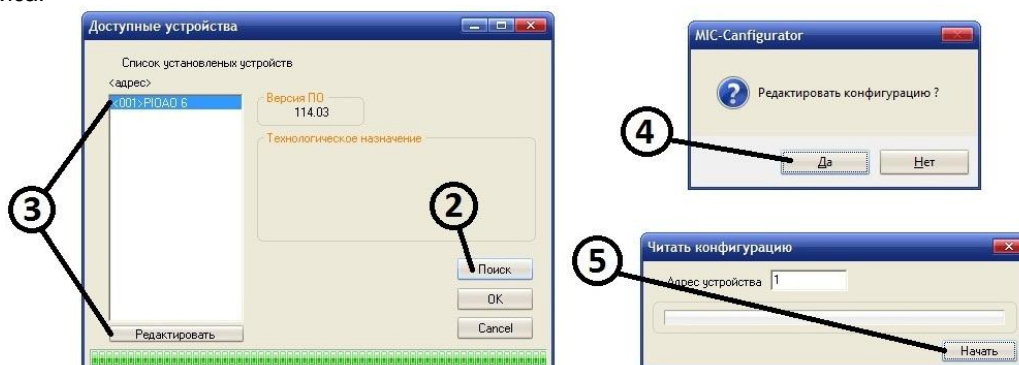 Доступные устройства
Список установленых устройств
<адрес>
<001>PIOAO 6
Версия ПО
114.03
Технологическое назначение
3
2
Поиск
OK
Cancel
Редактировать
MIC-Canfigurator
Редактировать конфигурацию ?
4
Да
Нет
Читать конфигурацию
5
Адрес устройства 1
Начать